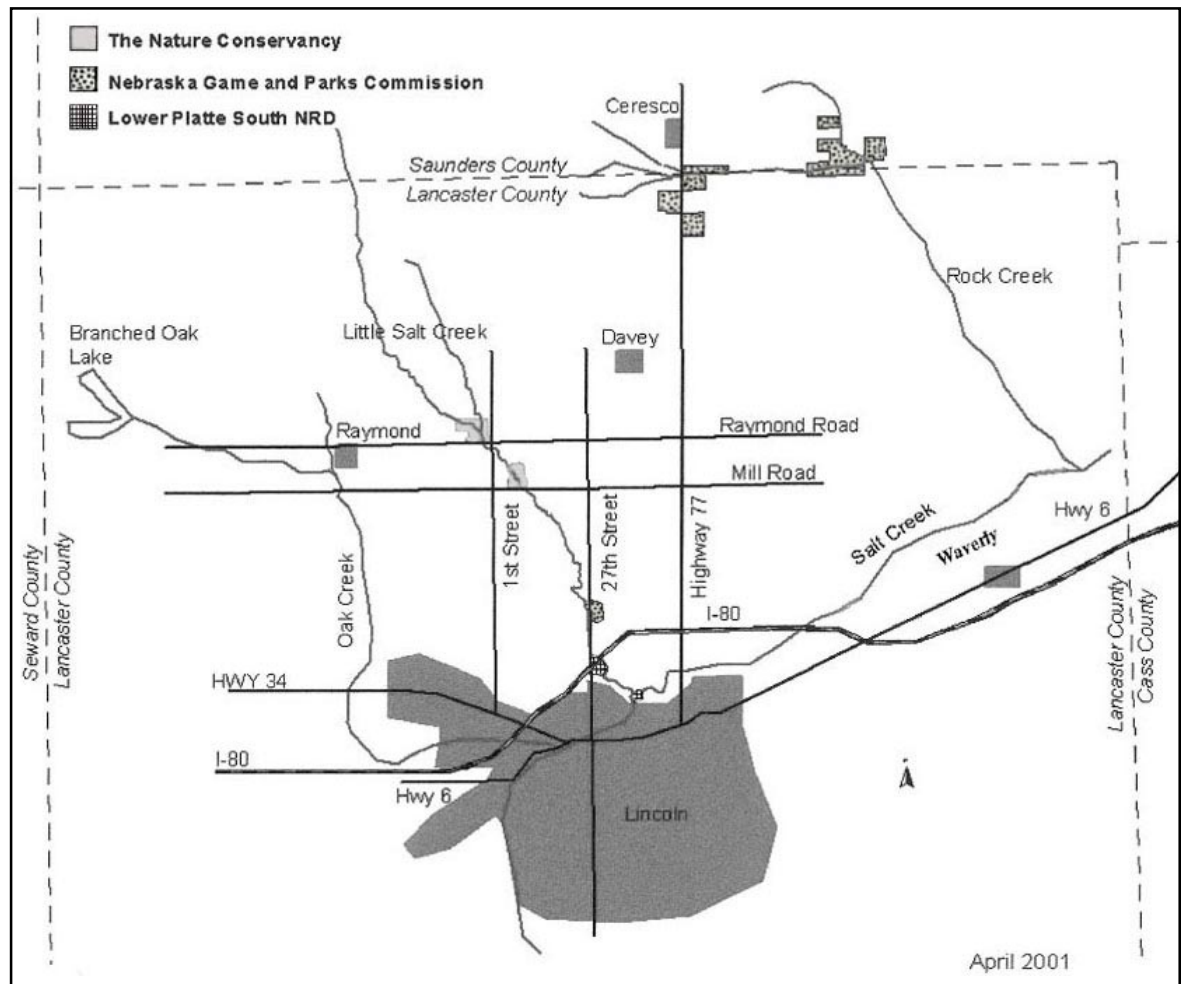 The Nature Conservancy
Nebraska Game and Parks Commission
Lower Platte South NRD
Ceresco
Saunders County
Lancaster County
Rock Creek
Branched Oak
Lake
Little Salt Creek
Davey
Raymond
Raymond Road
Mill Road
Hwy 6
1st Street
27th Street
Highway 77
Salt Creek
Waverly
Oak Creek
I-80
Seward County
Lancaster County
Lancaster County
Cass County
HWY 34
I-80
Hwy 6
Lincoln
April 2001